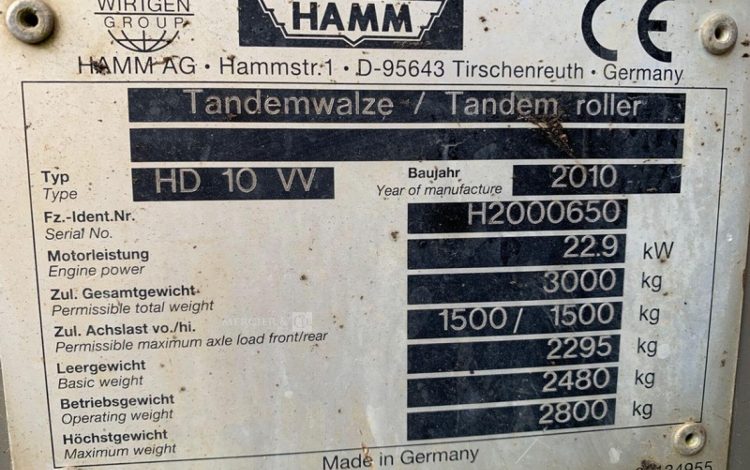 WIRTGEN
GROUP
HAMM
CE
HAMM AG · Hammstr.1 · D-95643 Tirschenreuth · Germany
Tandemwalze / Tandem roller
Typ
Type
HD 10 VV
Baujahr
Year of manufacture
2010
Fz.-Ident.Nr.
Serial No.
H2000650
Motorleistung
Engine power
22.9 kW
Zul. Gesamtgewicht
Permissible total weight
3000 kg
Zul. Achslast vo./hi.
Permissible maximum axle load front/rear
1500 / 1500 kg
Leergewicht
Basic weight
2295 kg
Betriebsgewicht
Operating weight
2480 kg
Höchstgewicht
Maximum weight
2800 kg
Made in Germany